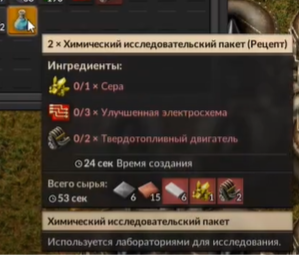 2
2 × Химический исследовательский пакет (Рецепт)
Ингредиенты:
0/1 × Сера
0/3 × Улучшенная электросхема
0/2 × Твердотопливный двигатель
24 сек Время создания
Всего сырья:
53 сек 6 15 6 1 2
Химический исследовательский пакет
Используется лабораториями для исследования.